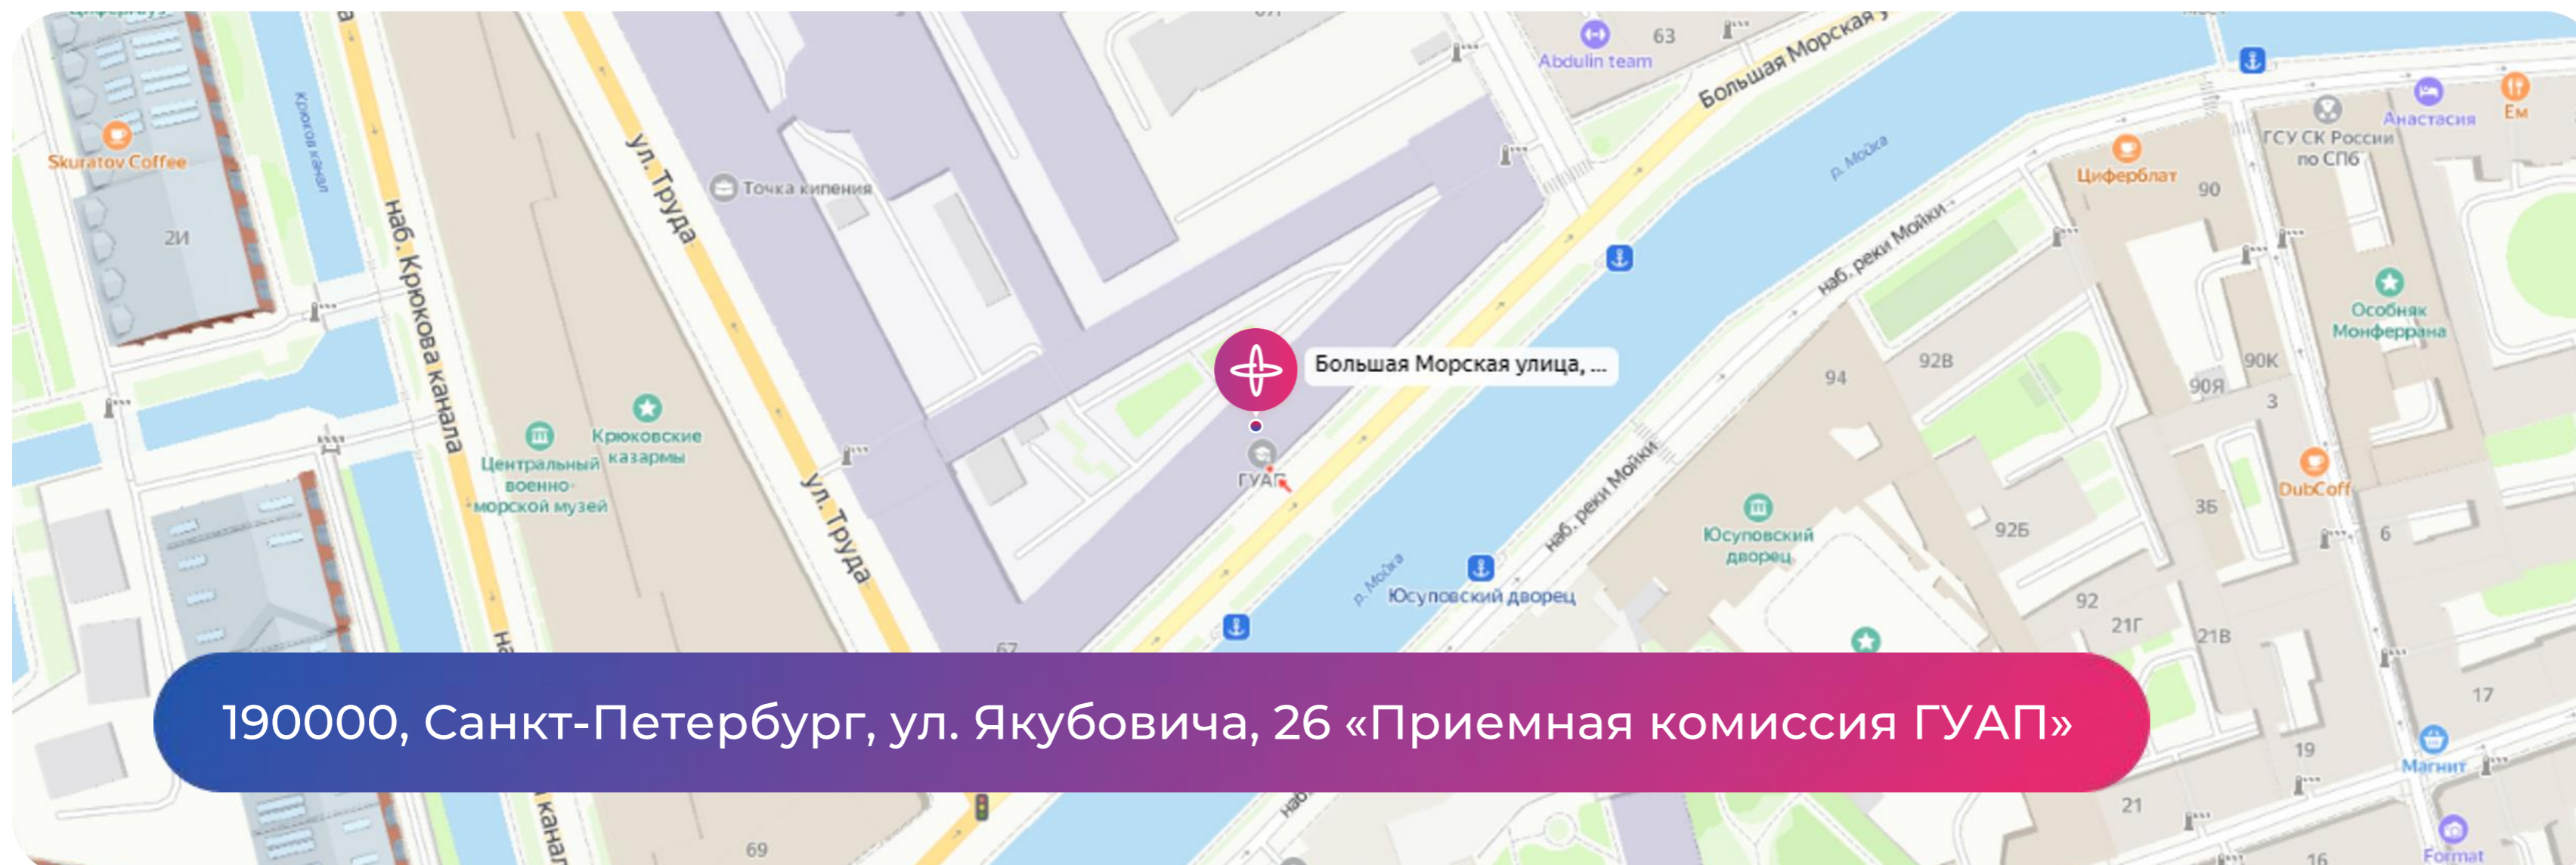 63
Abdulin team
Большая Морская у
Анастасия
Ем
ГСУ СК России
по СПб
Skuratov Coffee
Крюков канал
р. Мойка
Циферблат
90
ул. Труда
Точка кипения
наб. Крюкова канала
2И
наб. реки Мойки
Особняк
Монферрана
Большая Морская улица, ...
94
92В
90К
90Я
3
Крюковские
казармы
Центральный
военно-
морской музей
ГУАП
ул. Труда
наб. реки Мойки
DubCoff
3Б
6
92Б
Юсуповский
дворец
р. Мойка
Юсуповский дворец
92
21Г
21В
67
190000, Санкт-Петербург, ул. Якубовича, 26 «Приемная комиссия ГУАП»
17
19
Магнит
21
наб.
канал
69
16
Format